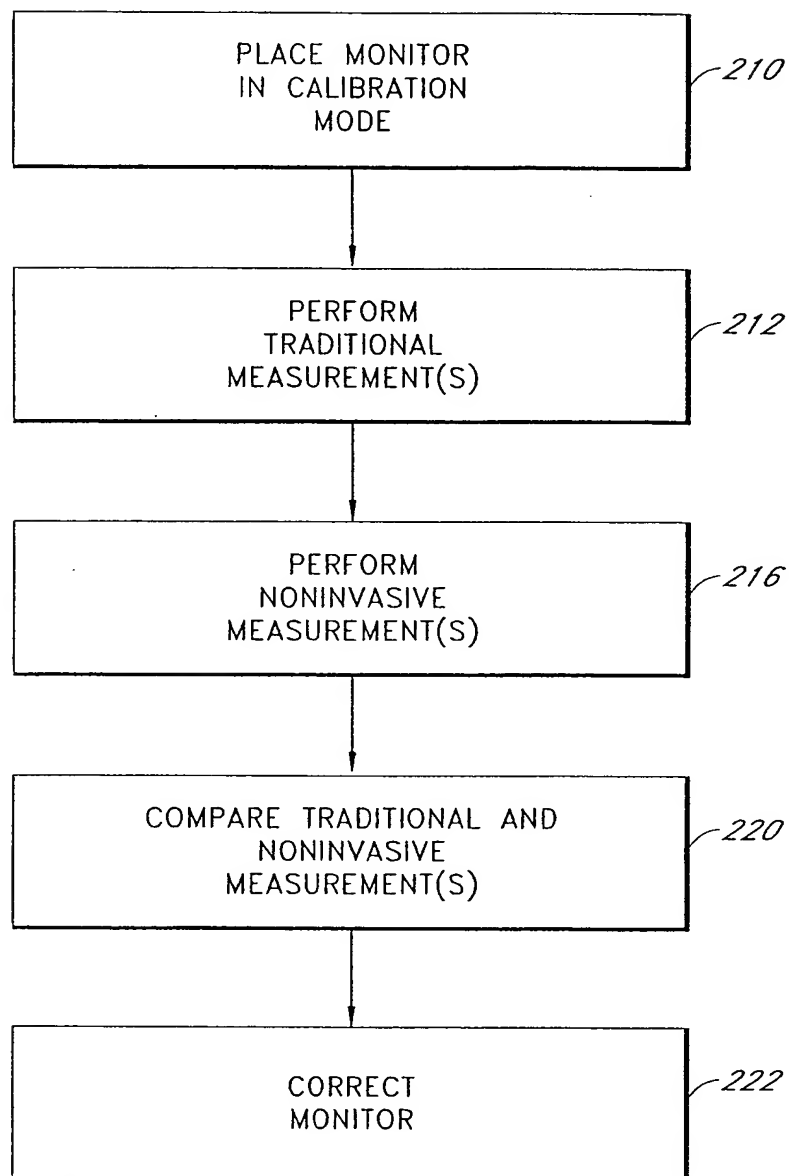 PLACE MONITOR
IN CALIBRATION
MODE
210
PERFORM
TRADITIONAL
MEASUREMENT(S)
212
PERFORM
NONINVASIVE
MEASUREMENT(S)
216
COMPARE TRADITIONAL AND
NONINVASIVE
MEASUREMENT(S)
220
CORRECT
MONITOR
222